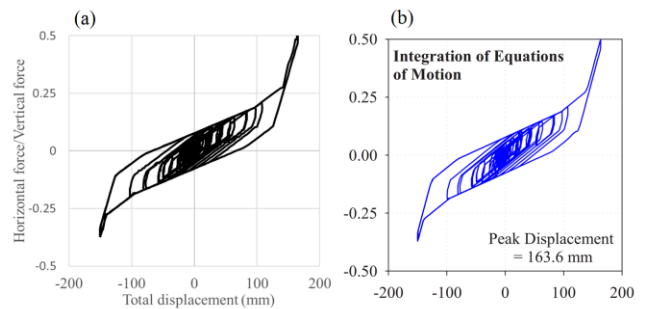 (a)
0.5
0.25
0
-0.25
-0.5
-200
-100
0
100
200
Horizontal force/Vertical force
Total displacement (mm)
(b)
0.50
0.25
0.00
-0.25
-0.50
-200
-100
0
100
200
Integration of Equations
of Motion
Peak Displacement
= 163.6 mm